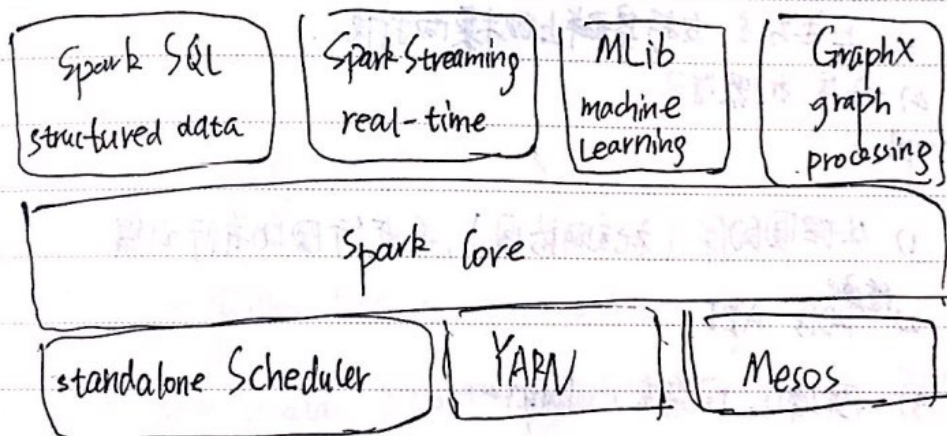 Spark SQL
structured data
Spark Streaming
real-time
MLib
machine
Learning
GraphX
graph
processing
spark Core
standalone Scheduler
YARN
Mesos